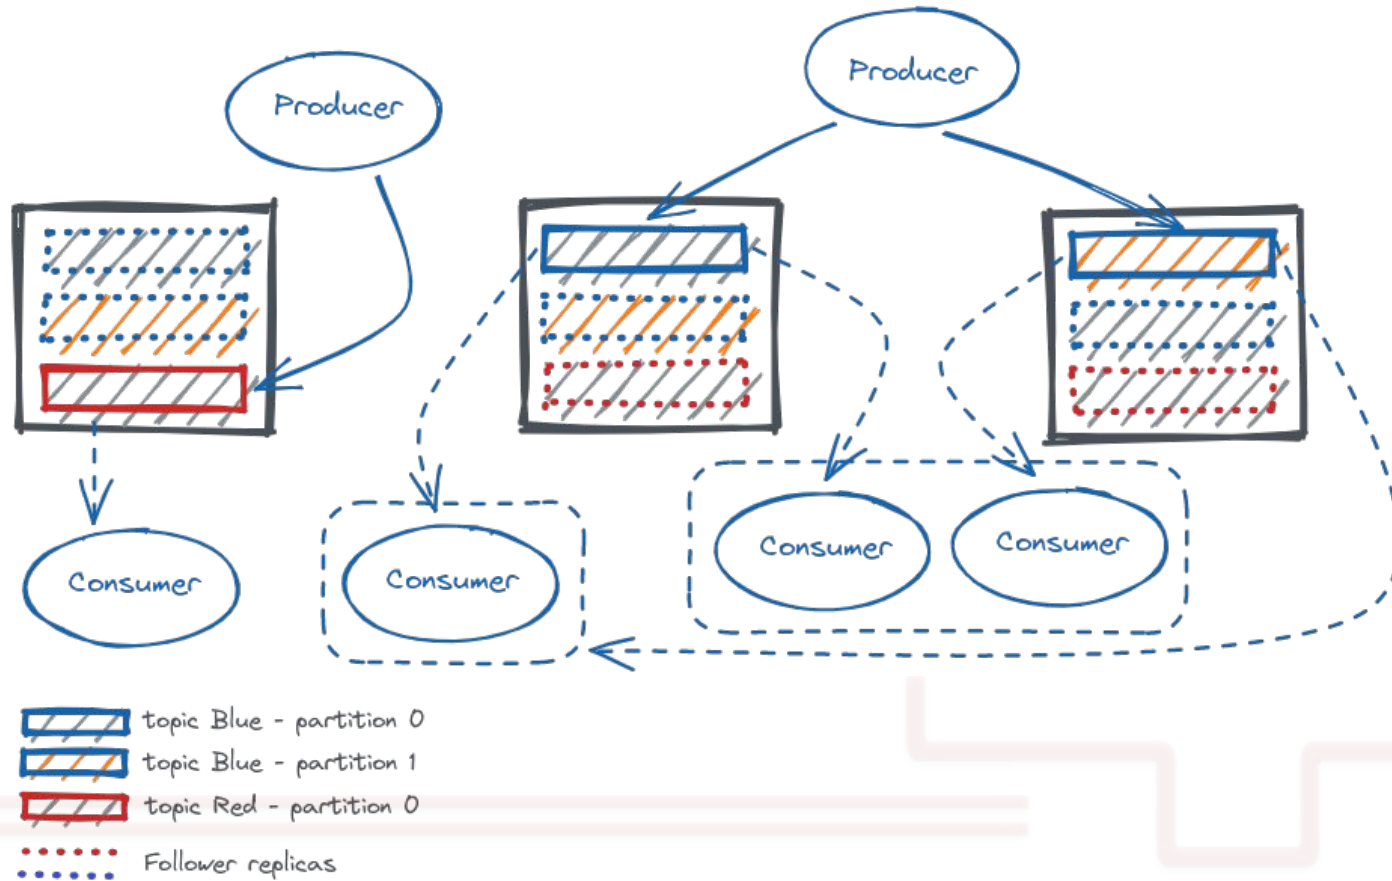 Producer
Producer
Consumer
Consumer
Consumer
Consumer
topic Blue - partition 0
topic Blue - partition 1
topic Red - partition 0
Follower replicas